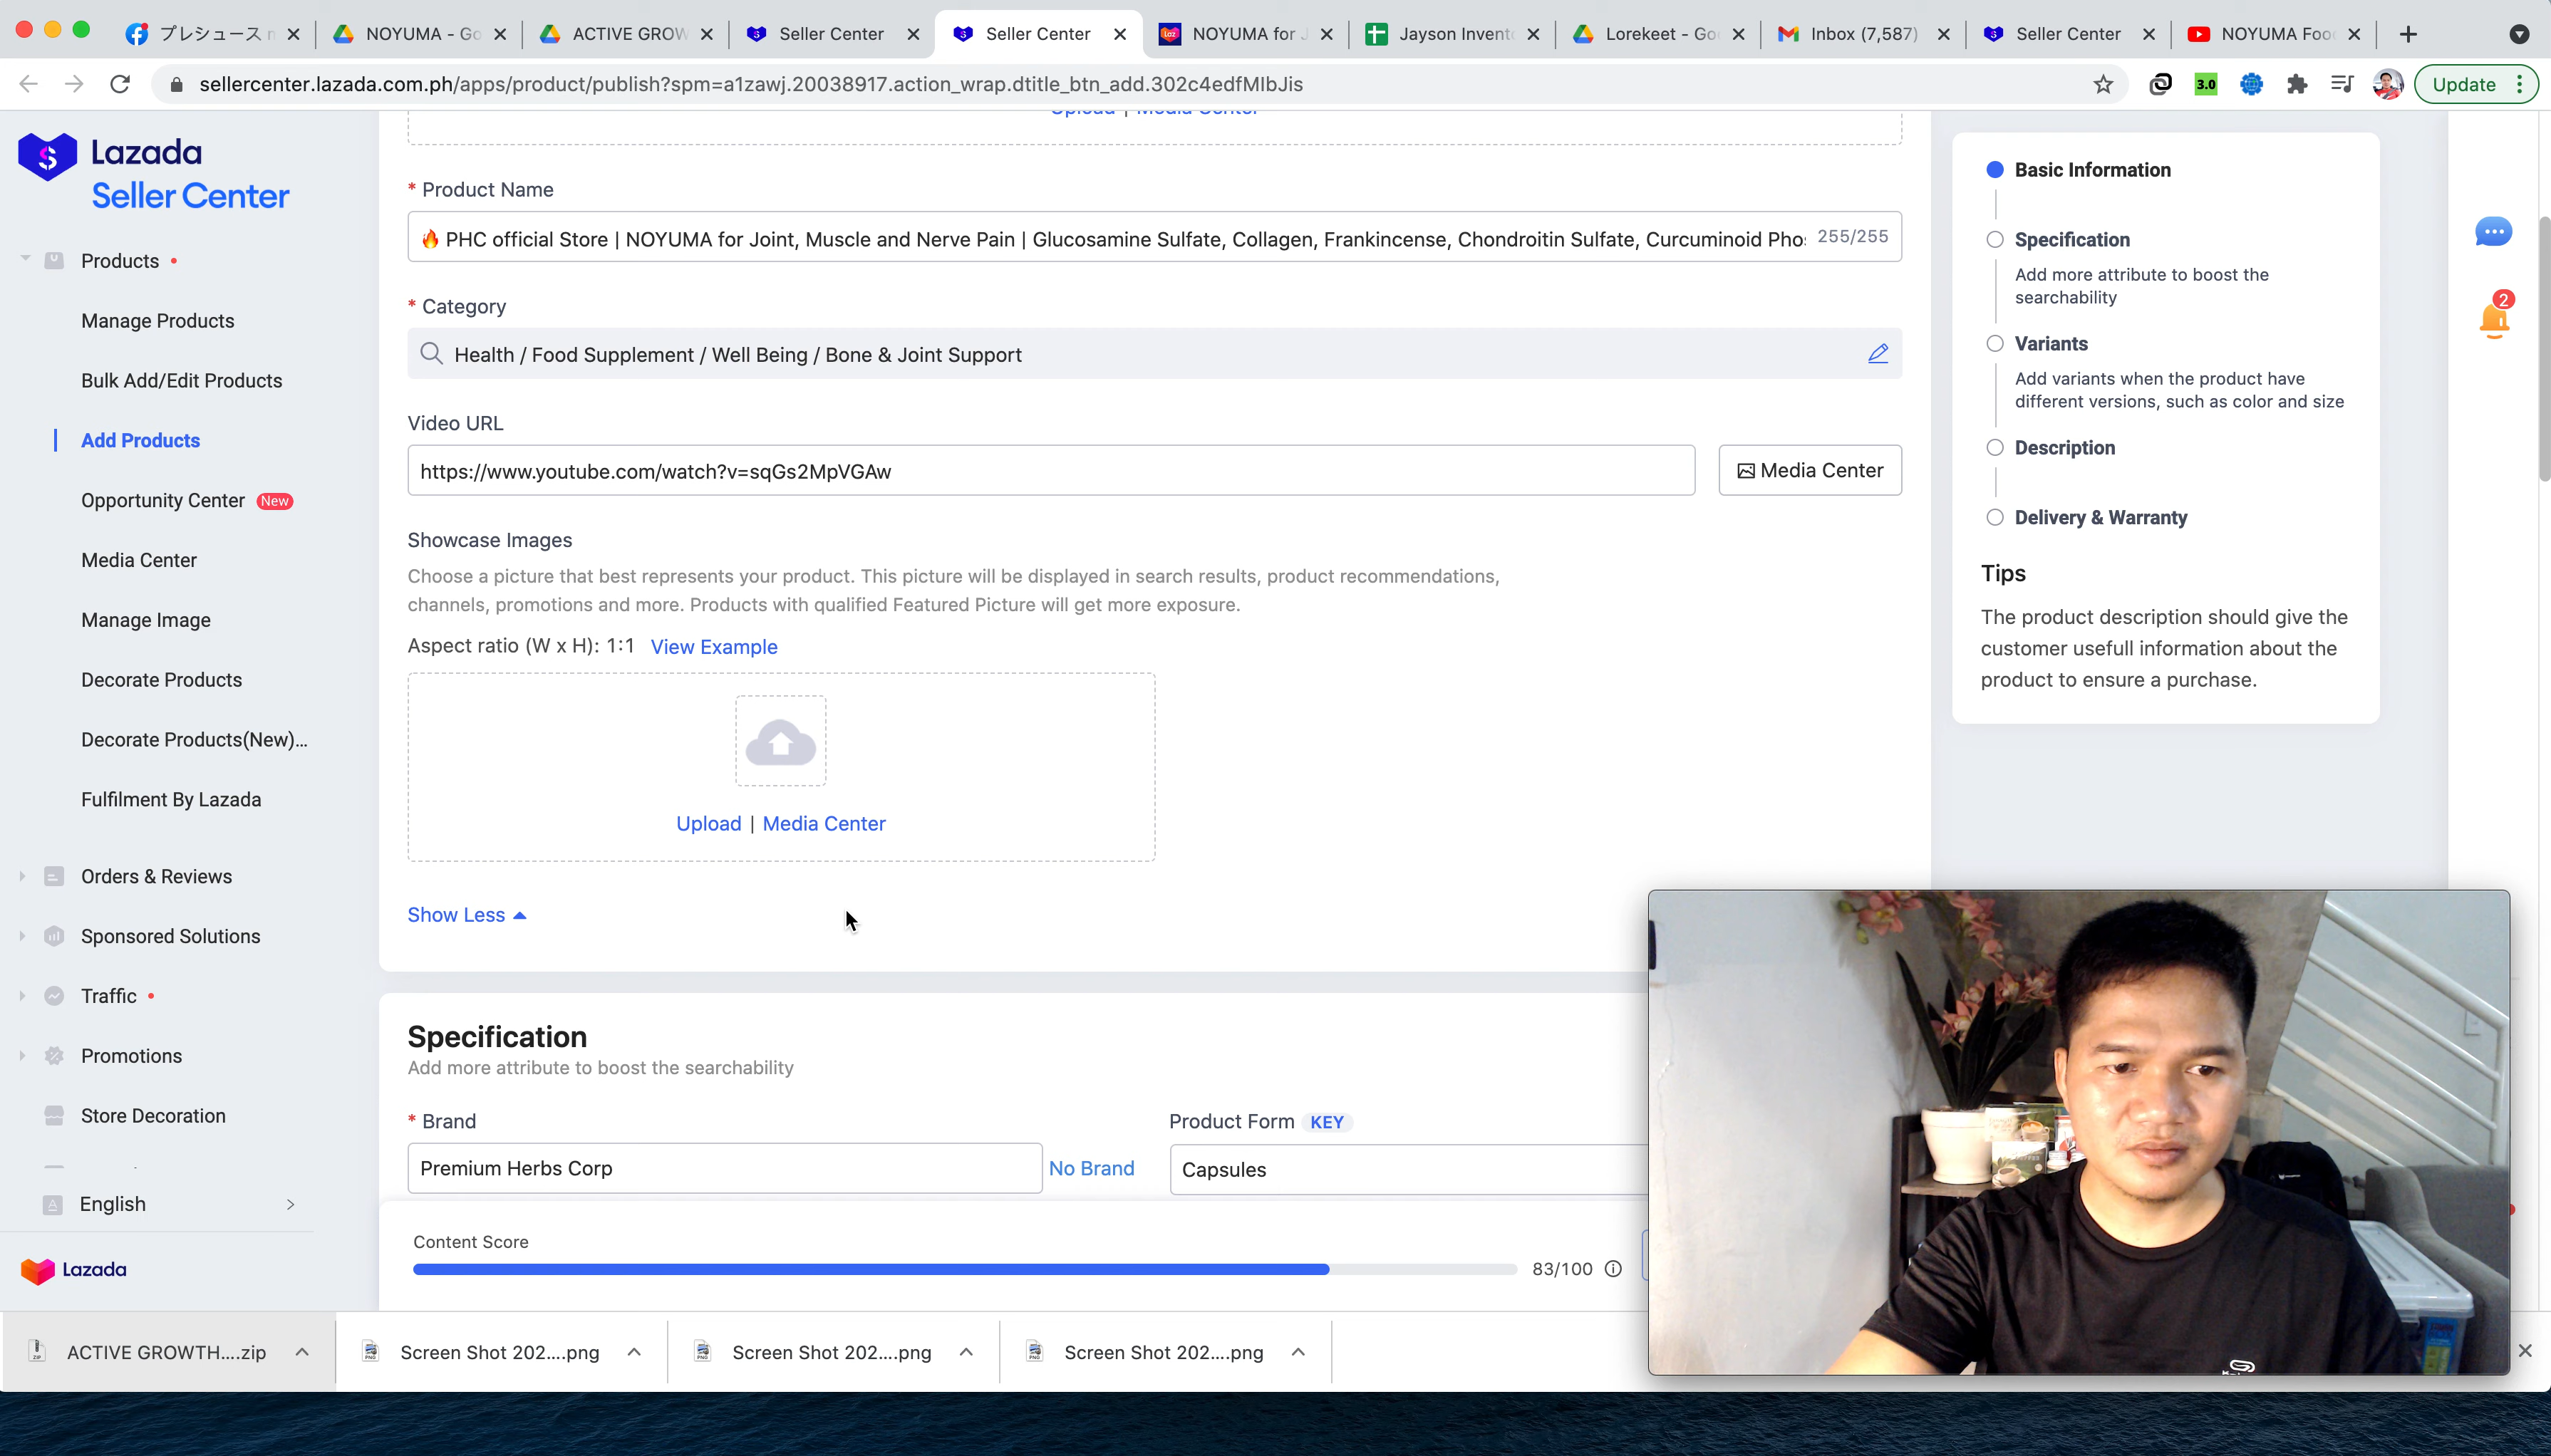 プレシュース
NOYUMA - Go
ACTIVE GROW
Seller Center
Seller Center
NOYUMA for J
Jayson Invent
Lorekeet - Go
Inbox (7,587)
Seller Center
NOYUMA Foo
sellercenter.lazada.com.ph/apps/product/publish?spm=a1zawj.20038917.action_wrap.dtitle_btn_add.302c4edfMIbJis
3.0
Update
Lazada
Seller Center
Products
Manage Products
Bulk Add/Edit Products
Add Products
Opportunity Center New
Media Center
Manage Image
Decorate Products
Decorate Products(New)...
Fulfilment By Lazada
Orders & Reviews
Sponsored Solutions
Traffic
Promotions
Store Decoration
English
Lazada
Upload | Media Center
* Product Name
🔥 PHC official Store | NOYUMA for Joint, Muscle and Nerve Pain | Glucosamine Sulfate, Collagen, Frankincense, Chondroitin Sulfate, Curcuminoid Pho 255/255
* Category
Health / Food Supplement / Well Being / Bone & Joint Support
Video URL
https://www.youtube.com/watch?v=sqGs2MpVGAw
Media Center
Showcase Images
Choose a picture that best represents your product. This picture will be displayed in search results, product recommendations,
channels, promotions and more. Products with qualified Featured Picture will get more exposure.
Aspect ratio (W x H): 1:1 View Example
Upload | Media Center
Show Less
Specification
Add more attribute to boost the searchability
* Brand
Premium Herbs Corp
No Brand
Product Form KEY
Capsules
Content Score
83/100
Basic Information
Specification
Add more attribute to boost the
searchability
Variants
Add variants when the product have
different versions, such as color and size
Description
Delivery & Warranty
Tips
The product description should give the
customer usefull information about the
product to ensure a purchase.
2
ACTIVE GROWTH....zip
Screen Shot 202....png
Screen Shot 202....png
Screen Shot 202....png